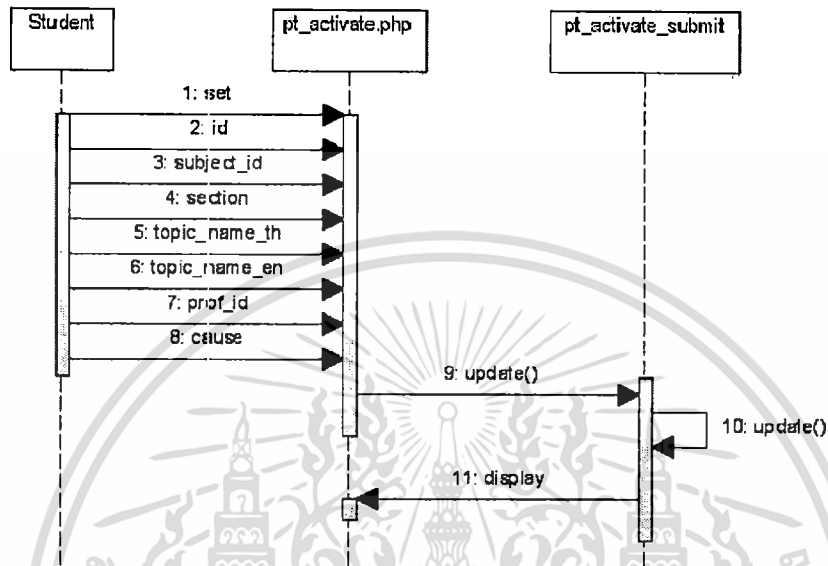 Student
pt_activate.php
pt_activate_submit
1: set
2: id
3: subject_id
4: section
5: topic_name_th
6: topic_name_en
7: prof_id
8: cause
9: update()
10: update()
11: display